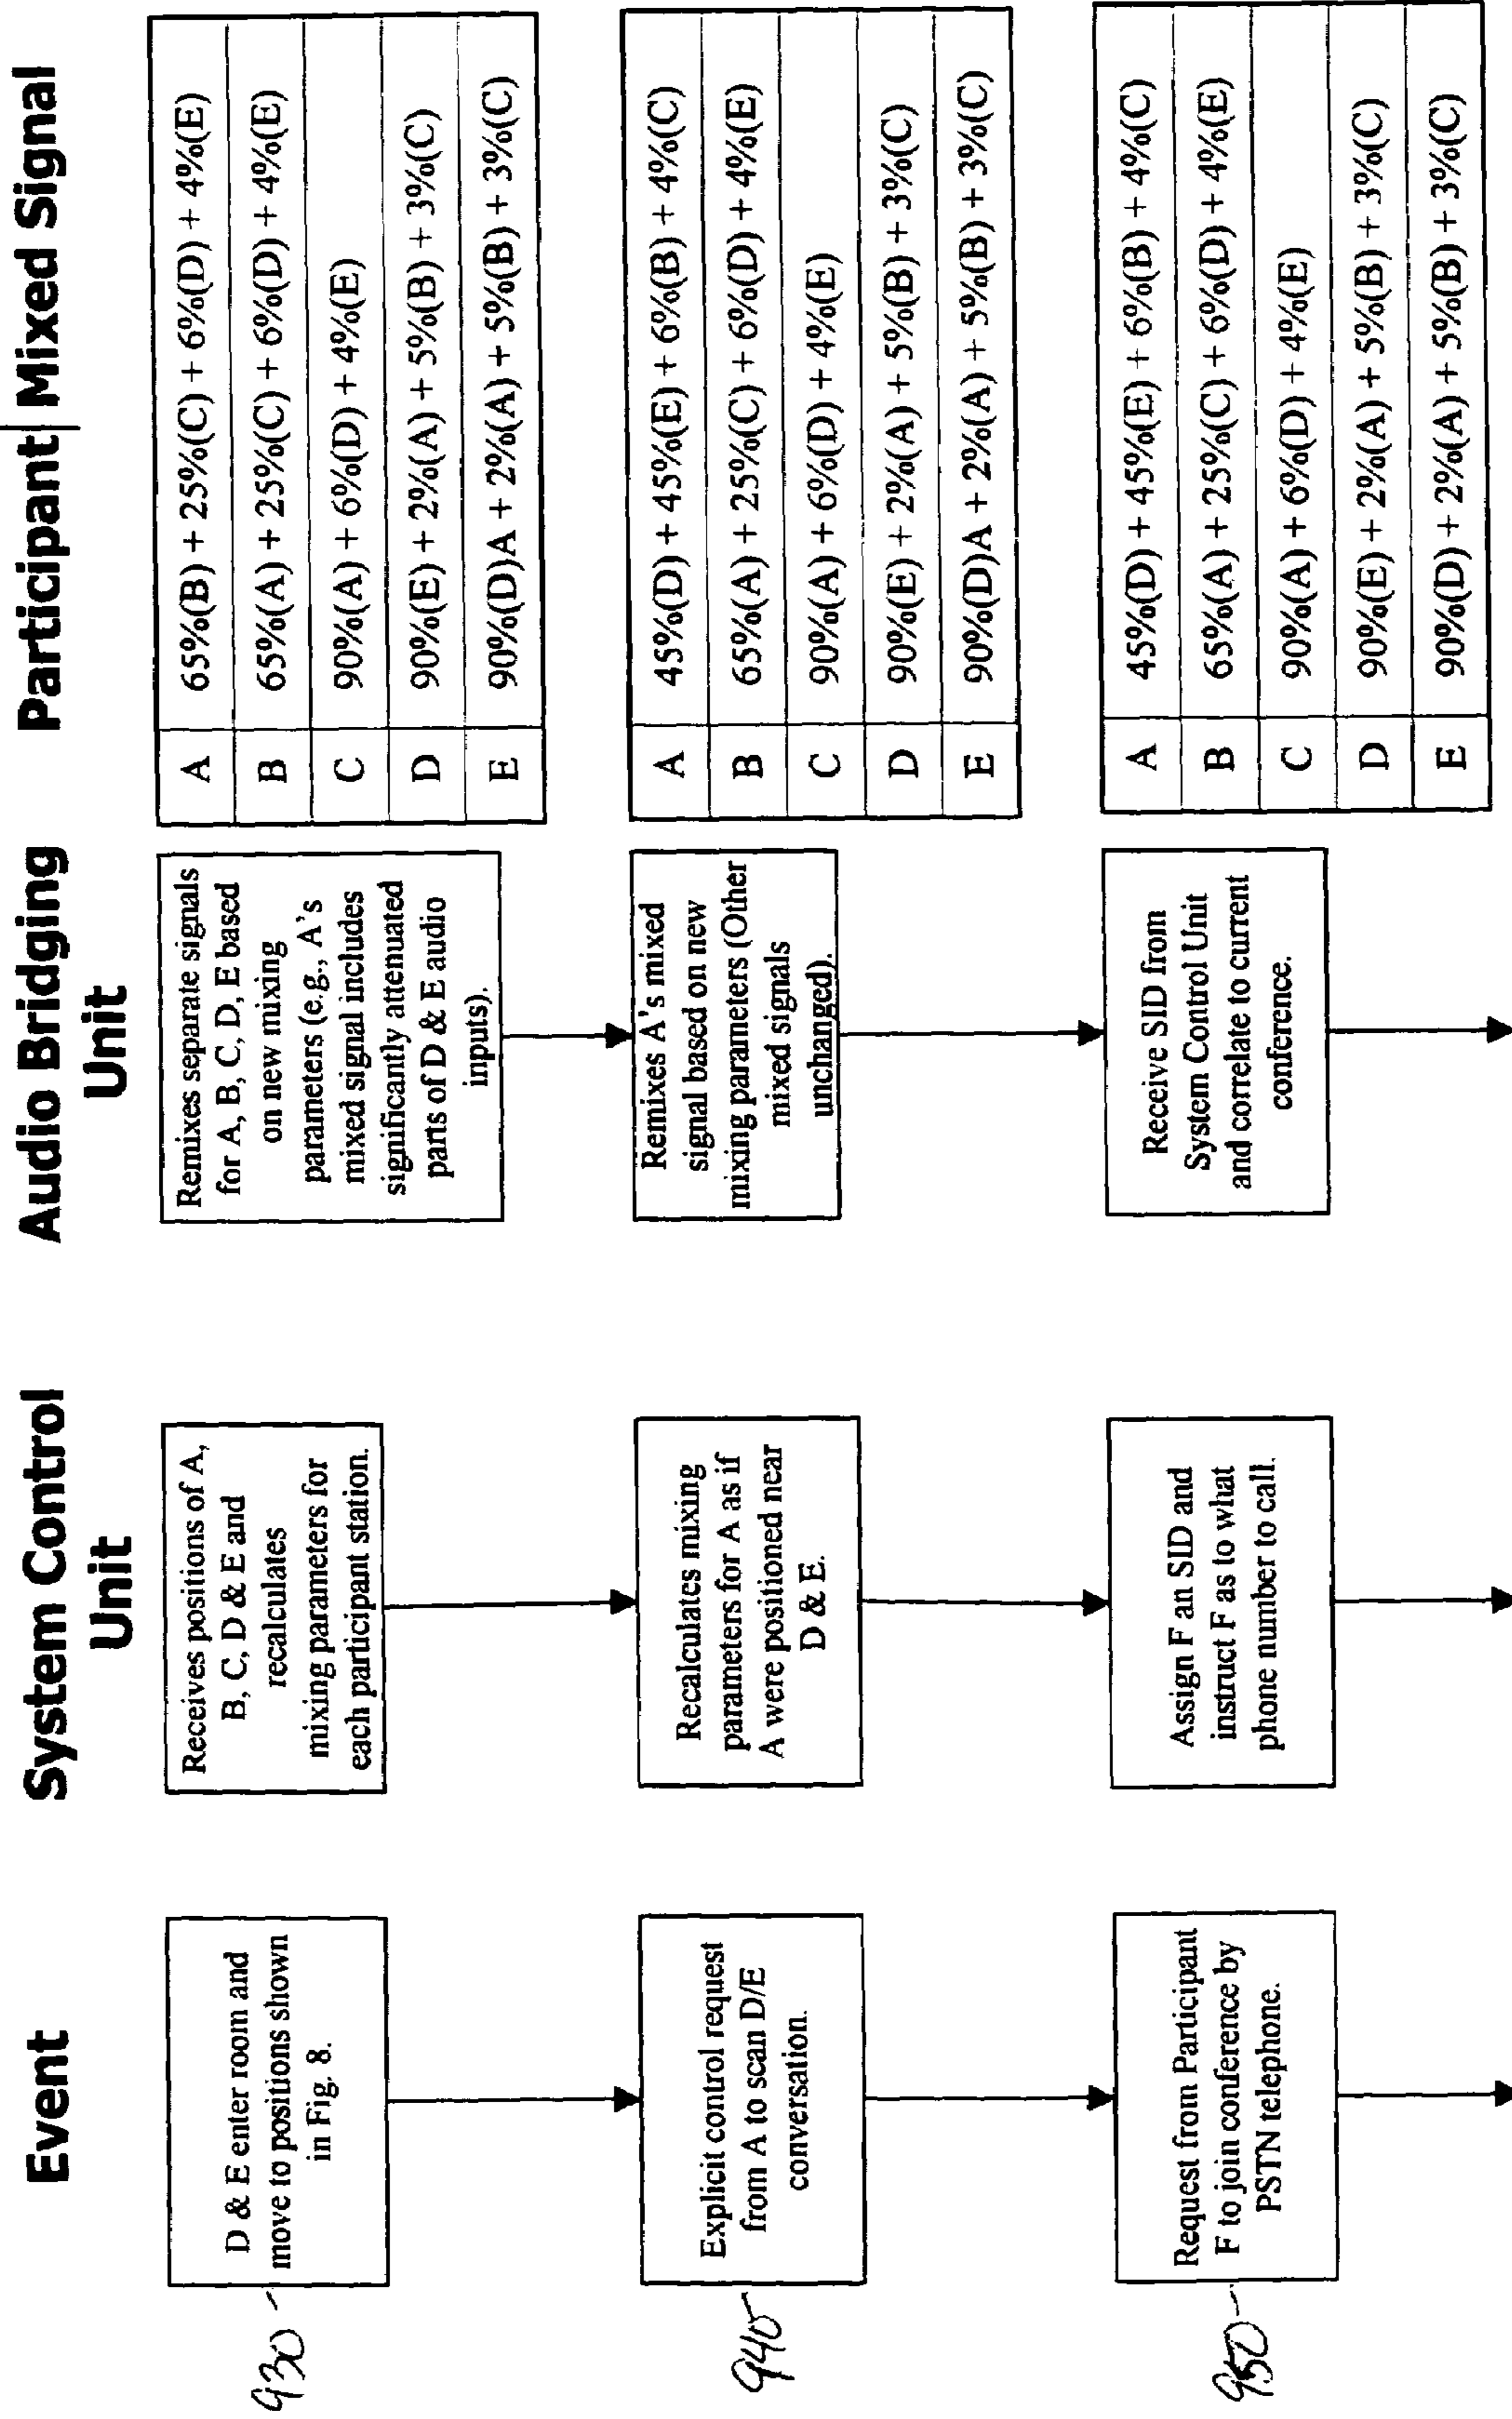 Event
System Control
Unit
Audio Bridging
Unit
Participant | Mixed Signal
930
D & E enter room and
move to positions shown
in Fig. 8.
Receives positions of A,
B, C, D & E and
recalculates
mixing parameters for
each participant station.
Remixes separate signals
for A, B, C, D, E based
on new mixing
parameters (e.g., A's
mixed signal includes
significantly attenuated
parts of D & E audio
inputs).
A 65%(B) + 25%(C) + 6%(D) + 4%(E)
B 65%(A) + 25%(C) + 6%(D) + 4%(E)
C 90%(A) + 6%(D) + 4%(E)
D 90%(E) + 2%(A) + 5%(B) + 3%(C)
E 90%(D)A + 2%(A) + 5%(B) + 3%(C)
940
Explicit control request
from A to scan D/E
conversation.
Recalculates mixing
parameters for A as if
A were positioned near
D & E.
Remixes A's mixed
signal based on new
mixing parameters (Other
mixed signals
unchanged).
A 45%(D) + 45%(E) + 6%(B) + 4%(C)
B 65%(A) + 25%(C) + 6%(D) + 4%(E)
C 90%(A) + 6%(D) + 4%(E)
D 90%(E) + 2%(A) + 5%(B) + 3%(C)
E 90%(D)A + 2%(A) + 5%(B) + 3%(C)
950
Request from Participant
F to join conference by
PSTN telephone.
Assign F an SID and
instruct F as to what
phone number to call.
Receive SID from
System Control Unit
and correlate to current
conference.
A 45%(D) + 45%(E) + 6%(B) + 4%(C)
B 65%(A) + 25%(C) + 6%(D) + 4%(E)
C 90%(A) + 6%(D) + 4%(E)
D 90%(E) + 2%(A) + 5%(B) + 3%(C)
E 90%(D) + 2%(A) + 5%(B) + 3%(C)